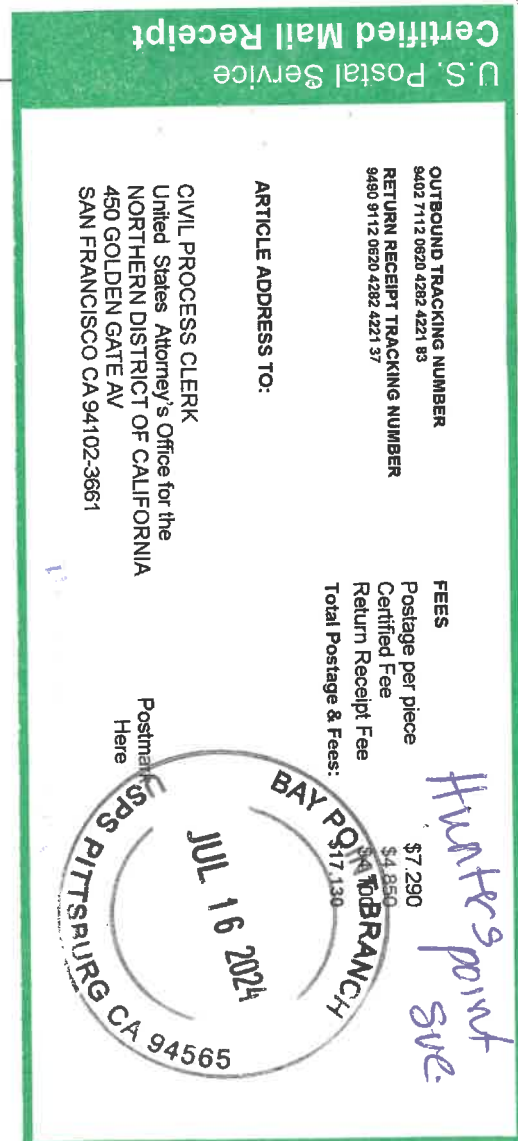 U.S. Postal Service
Certified Mail Receipt
OUTBOUND TRACKING NUMBER
9402 7112 0620 4282 4221 83
RETURN RECEIPT TRACKING NUMBER
9490 9112 0620 4282 4221 37
ARTICLE ADDRESS TO:
CIVIL PROCESS CLERK
United States Attorney's Office for the
NORTHERN DISTRICT OF CALIFORNIA
450 GOLDEN GATE AV
SAN FRANCISCO CA 94102-3661
FEES
Postage per piece $7.290
Certified Fee $4.850
Return Receipt Fee
Total Postage & Fees: $17.130
Postmark
Here
Hunters
point
BAY POINT BRANCH
JUL 16 2024
USPS PITTSBURG CA 94565